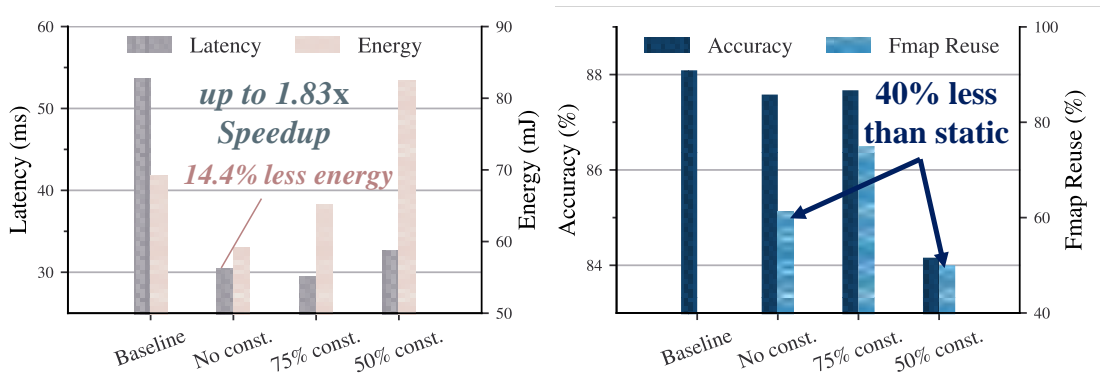 60
50
40
30
Latency (ms)
Latency
Energy
up to 1.83x
Speedup
14.4% less energy
90
80
70
60
50
Energy (mJ)
Baseline
No const.
75% const.
50% const.
88
86
84
Accuracy (%)
Accuracy
Fmap Reuse
40% less
than static
100
80
60
40
Fmap Reuse (%)
Baseline
No const.
75% const.
50% const.